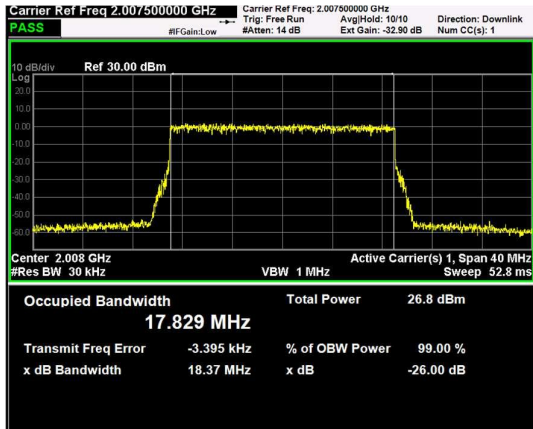 Carrier Ref Freq 2.007500000 GHz
Carrier Ref Freq: 2.007500000 GHz
PASS
#IFGain:Low
Trig: Free Run
Avg|Hold: 10/10
Direction: Downlink
#Atten: 14 dB
Ext Gain: -32.90 dB
Num CC(s): 1
10 dB/div
Ref 30.00 dBm
Log
20.0
10.0
0.00
-10.0
-20.0
-30.0
-40.0
-50.0
-60.0
Center 2.008 GHz
Active Carrier(s) 1, Span 40 MHz
#Res BW 30 kHz
VBW 1 MHz
Sweep 52.8 ms
Occupied Bandwidth
Total Power 26.8 dBm
17.829 MHz
Transmit Freq Error -3.395 kHz
% of OBW Power 99.00 %
x dB Bandwidth 18.37 MHz
x dB -26.00 dB